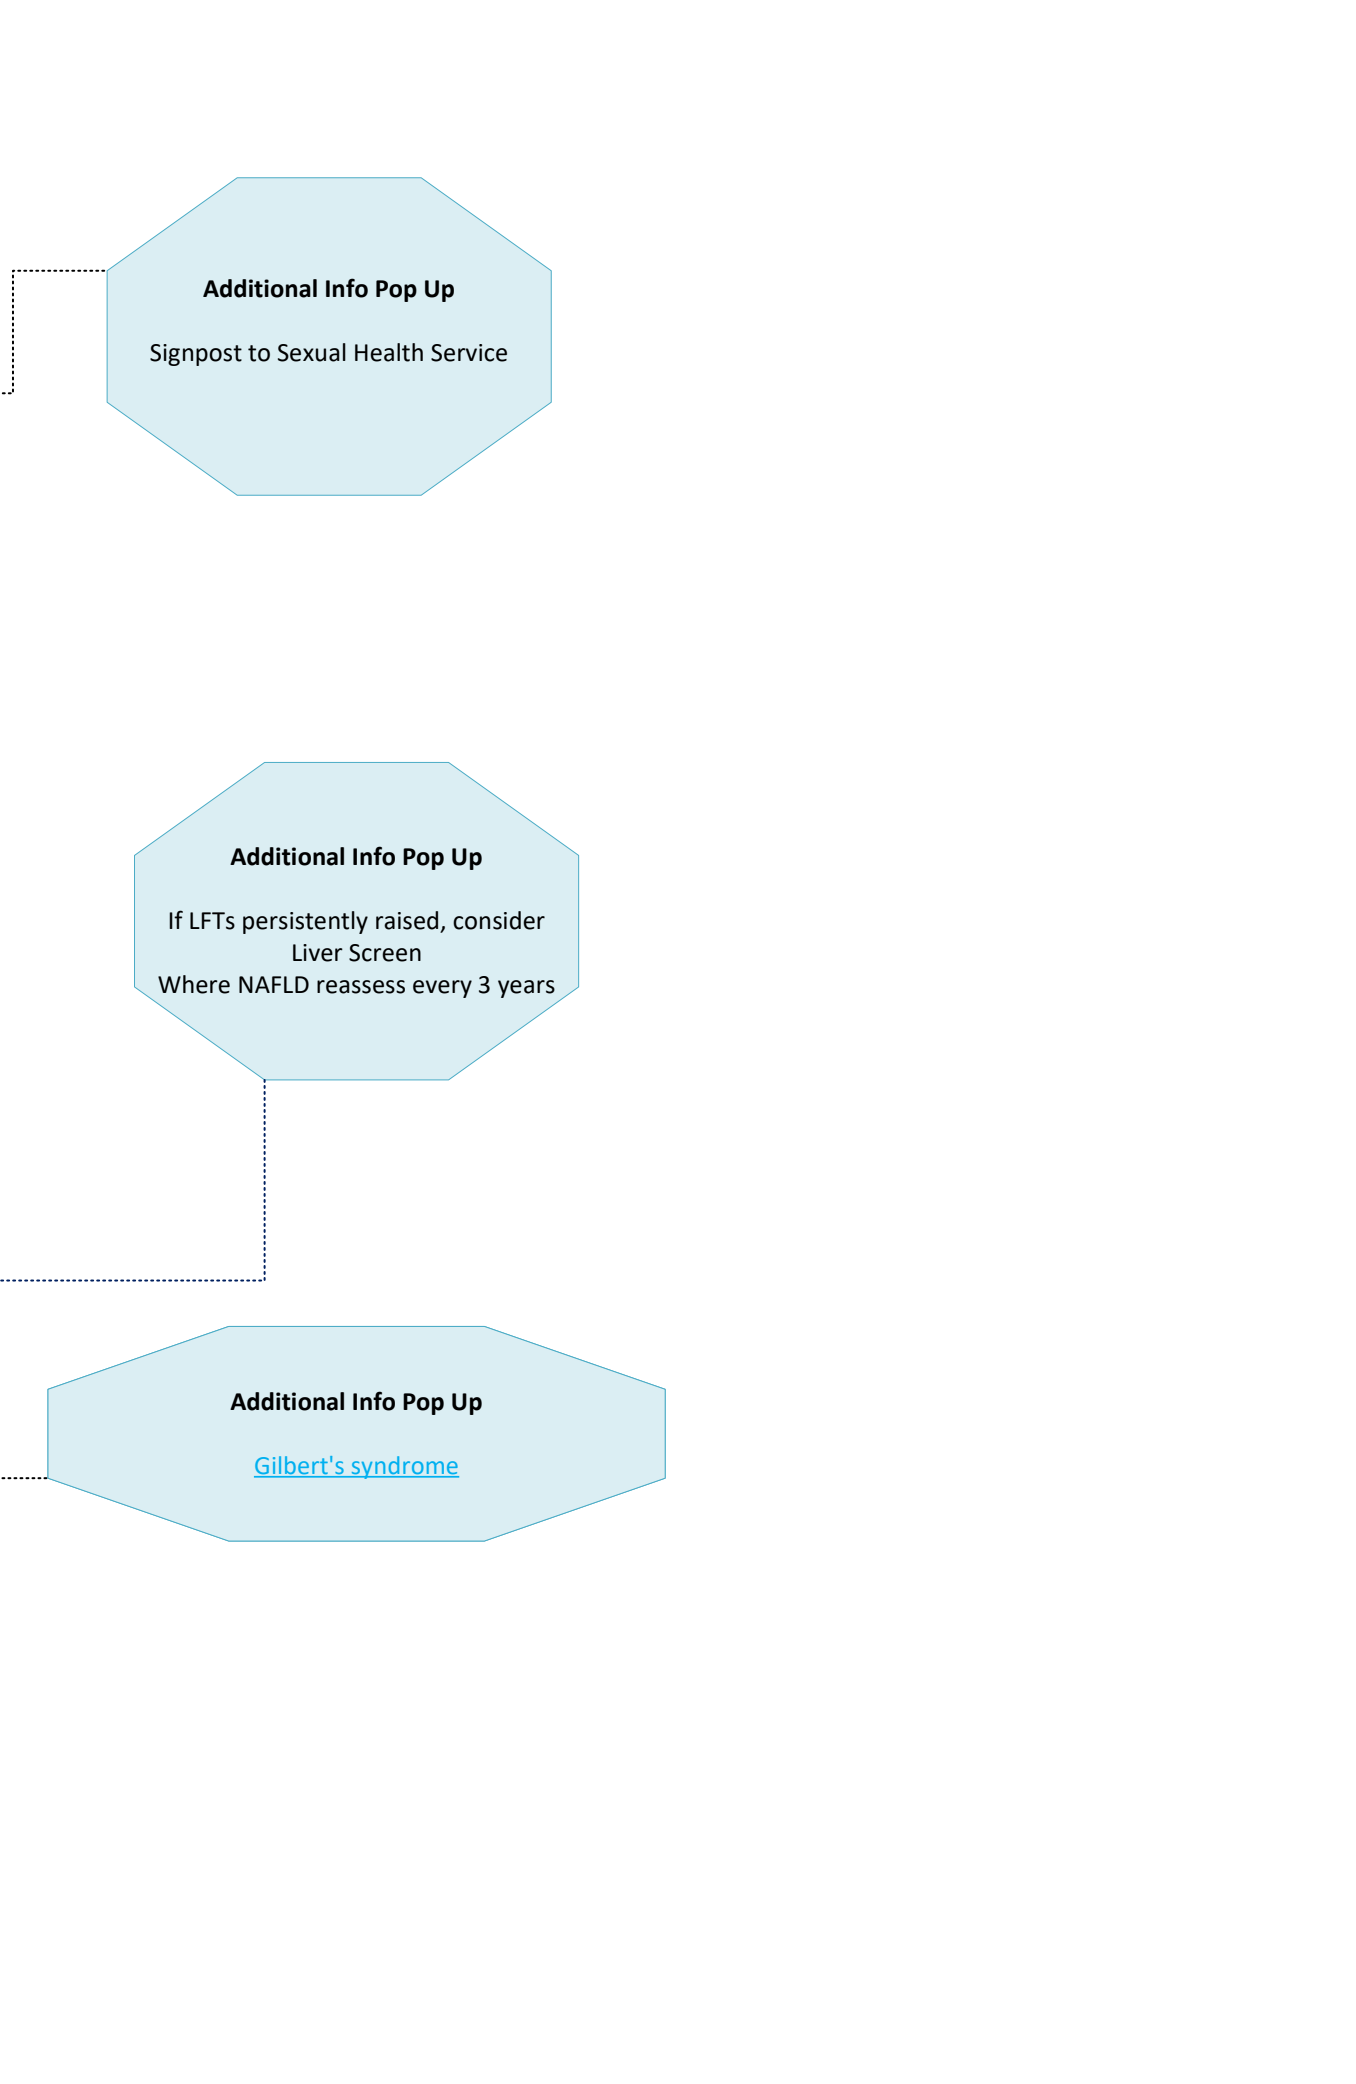 Additional Info Pop Up
Signpost to Sexual Health Service
Additional Info Pop Up
If LFTs persistently raised, consider
Liver Screen
Where NAFLD reassess every 3 years
Additional Info Pop Up
Gilbert's syndrome